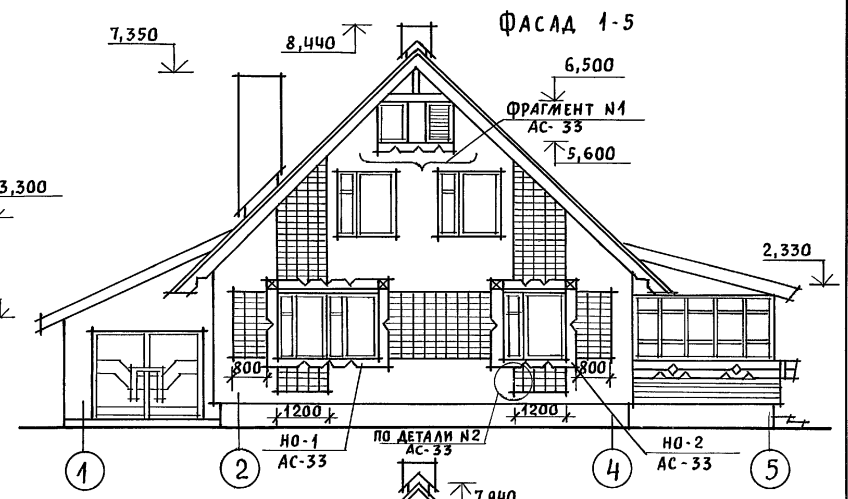 ФАСАД 1-5
7,350
8,440
6,500
ФРАГМЕНТ N1
АС-33
5,600
3,300
2,330
800
800
1200
1200
НО-1
АС-33
ПО ДЕТАЛИ N2
АС-33
НО-2
АС-33
1
2
4
5
7,940